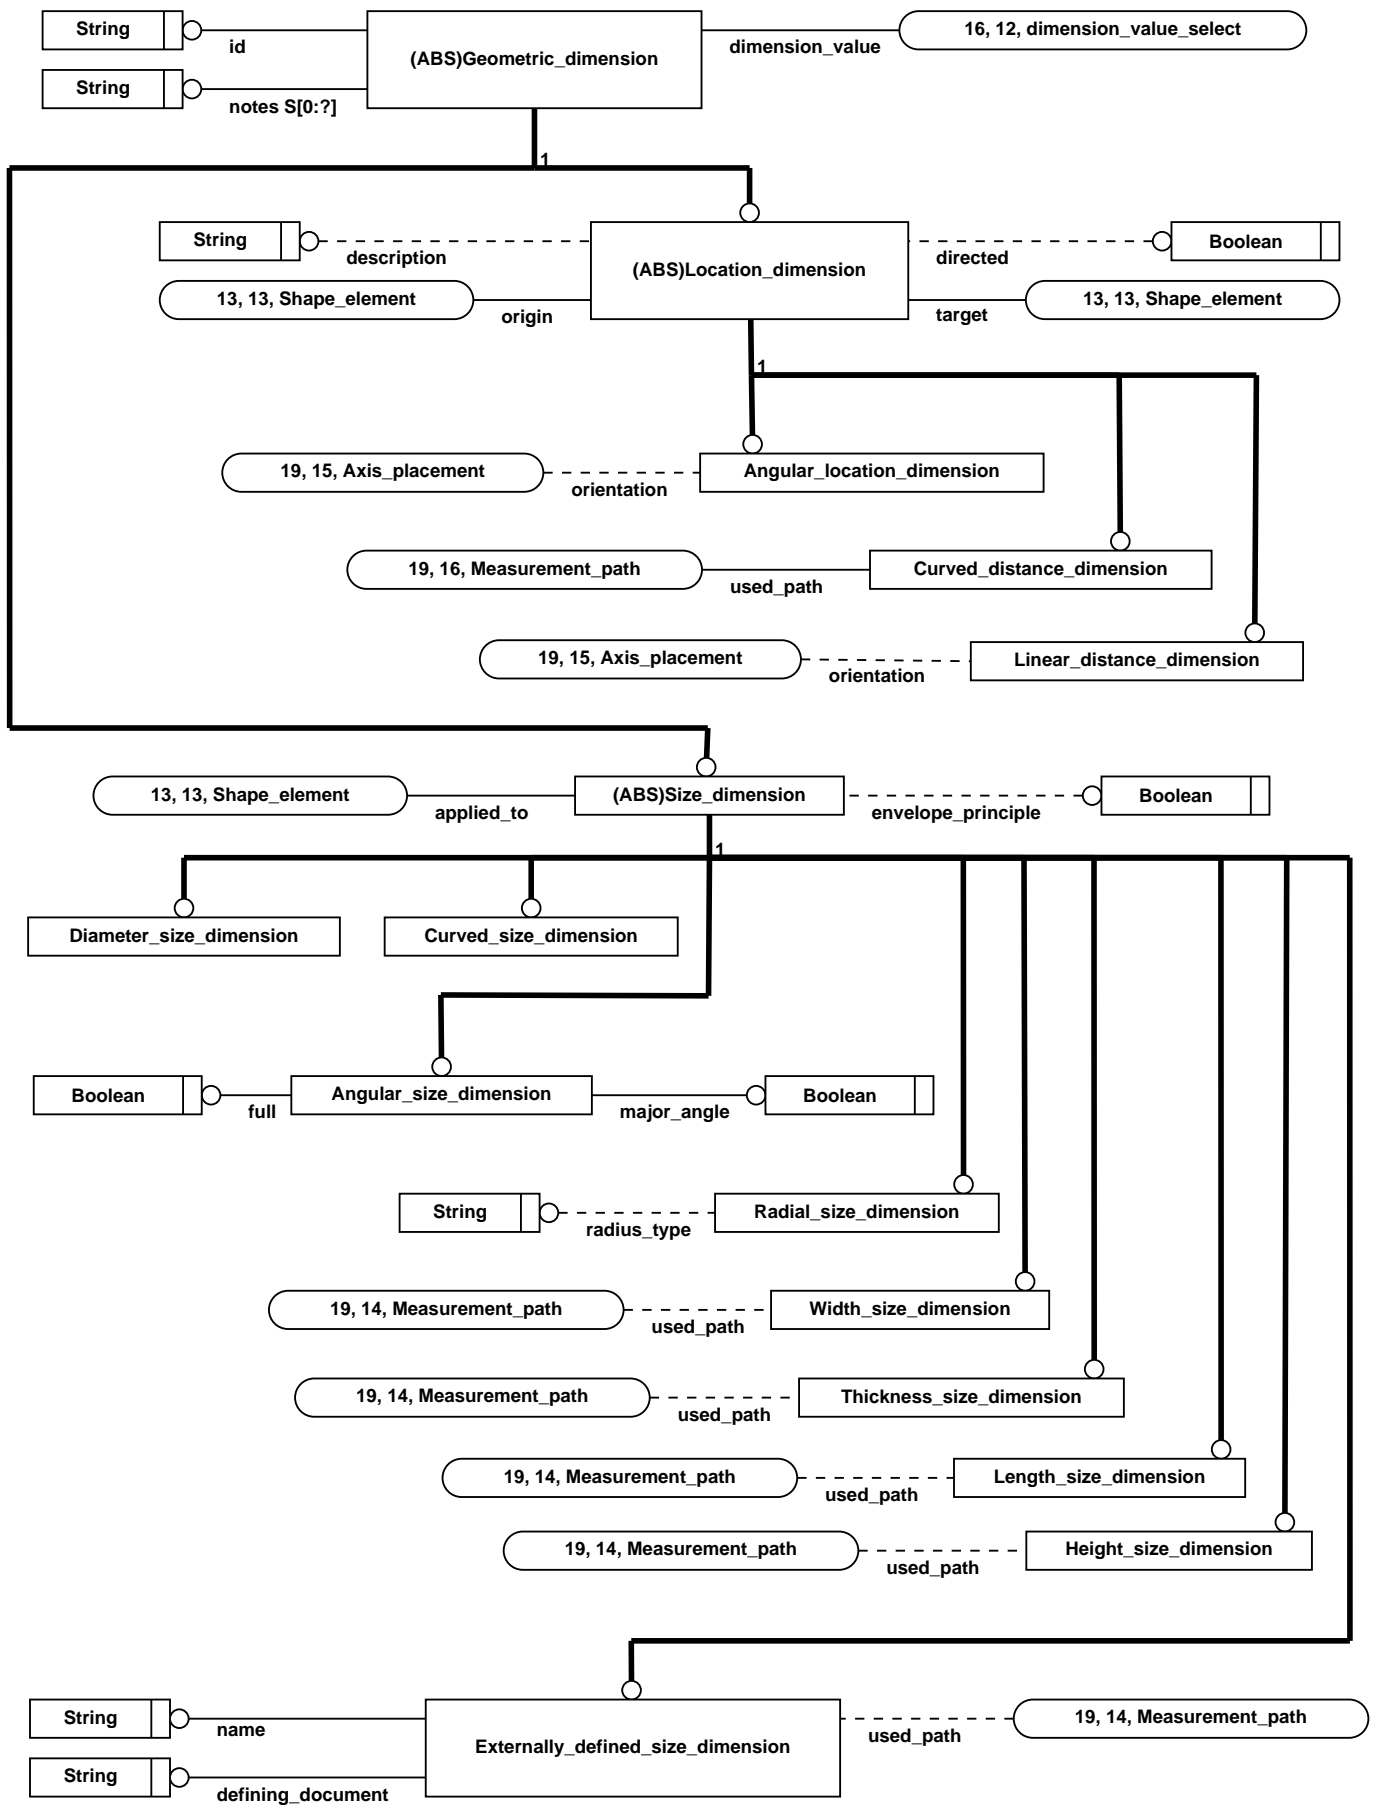 String
id
(ABS)Geometric_dimension
dimension_value
16, 12, dimension_value_select
String
notes S[0:?]
1
String
description
(ABS)Location_dimension
directed
Boolean
13, 13, Shape_element
origin
target
13, 13, Shape_element
1
19, 15, Axis_placement
orientation
Angular_location_dimension
19, 16, Measurement_path
used_path
Curved_distance_dimension
19, 15, Axis_placement
orientation
Linear_distance_dimension
13, 13, Shape_element
applied_to
(ABS)Size_dimension
envelope_principle
Boolean
1
Diameter_size_dimension
Curved_size_dimension
Boolean
full
Angular_size_dimension
major_angle
Boolean
String
radius_type
Radial_size_dimension
19, 14, Measurement_path
used_path
Width_size_dimension
19, 14, Measurement_path
used_path
Thickness_size_dimension
19, 14, Measurement_path
used_path
Length_size_dimension
19, 14, Measurement_path
used_path
Height_size_dimension
String
name
Externally_defined_size_dimension
used_path
19, 14, Measurement_path
String
defining_document